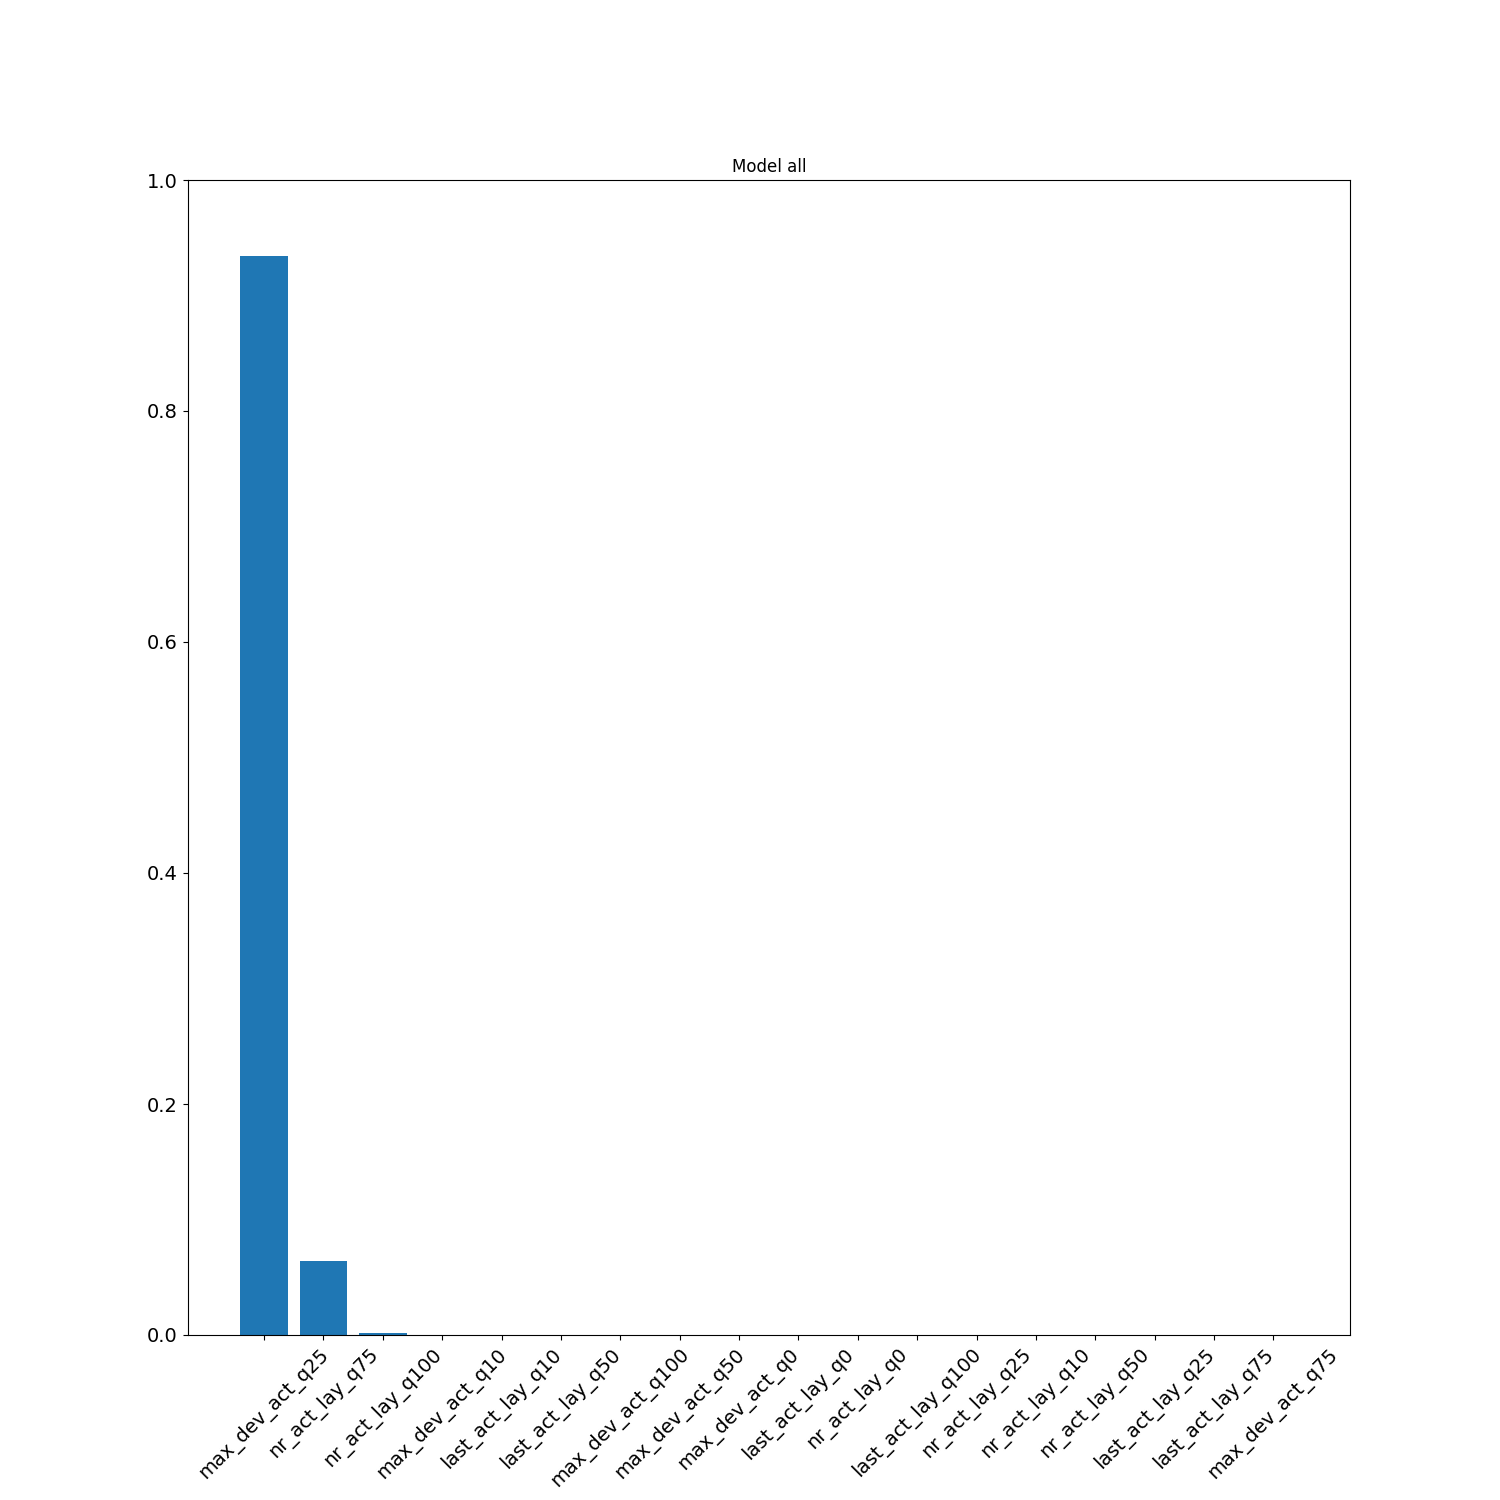 Model all
1.0
0.8
0.6
0.4
0.2
0.0
max_dev_act_q25
nr_act_lay_q75
nr_act_lay_q100
max_dev_act_q10
last_act_lay_q10
last_act_lay_q50
max_dev_act_q100
max_dev_act_q50
max_dev_act_q0
last_act_lay_q0
nr_act_lay_q0
last_act_lay_q100
nr_act_lay_q25
nr_act_lay_q10
nr_act_lay_q50
last_act_lay_q25
last_act_lay_q75
max_dev_act_q75